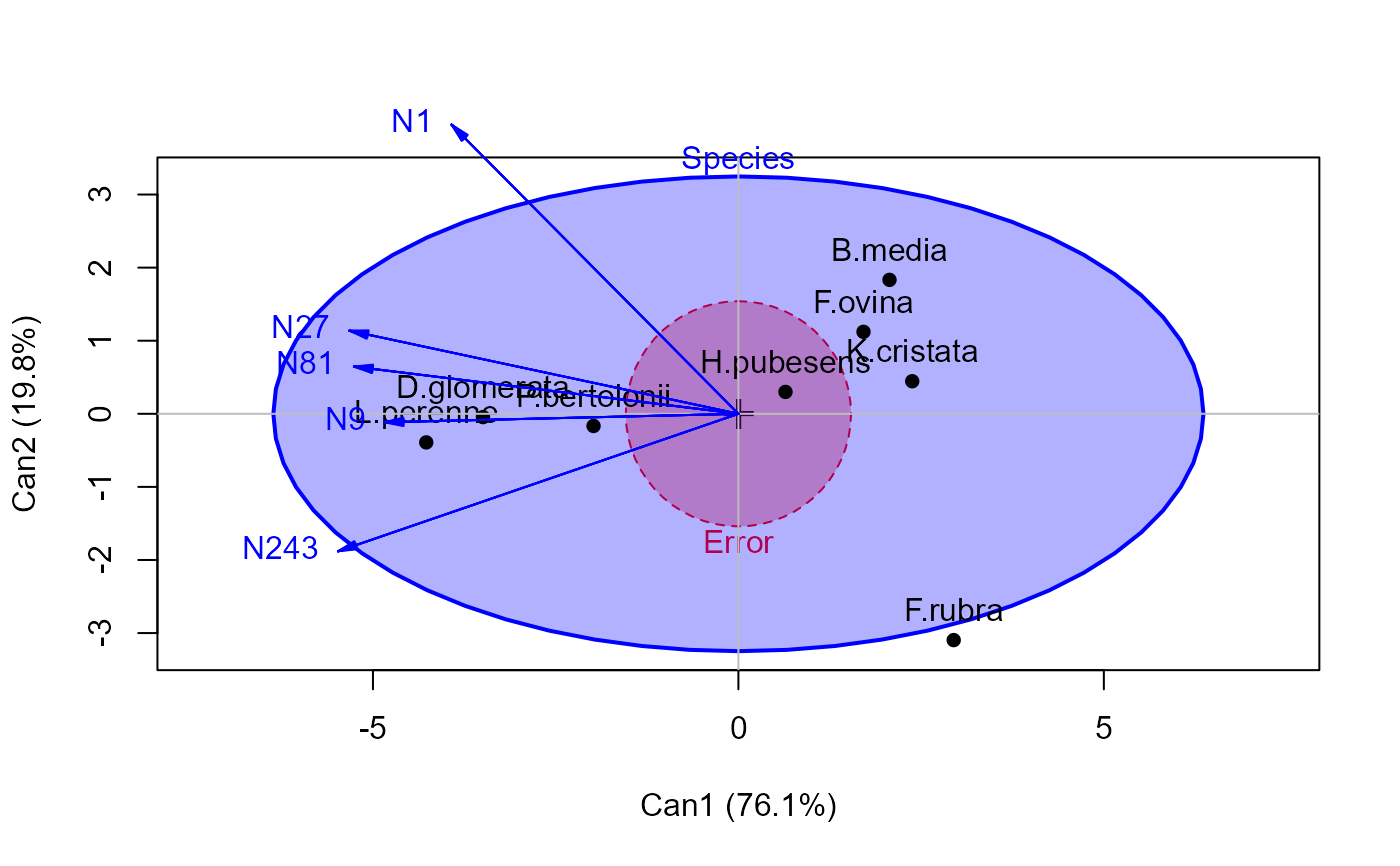 N1
Species
3
2
1
0
-1
-2
-3
Can2 (19.8%)
B.media
F.ovina
K.cristata
H.pubesens
N27
N81
D.glomerata
P.bertolonii
L.perenne
N9
N243
Error
F.rubra
-5
0
5
Can1 (76.1%)